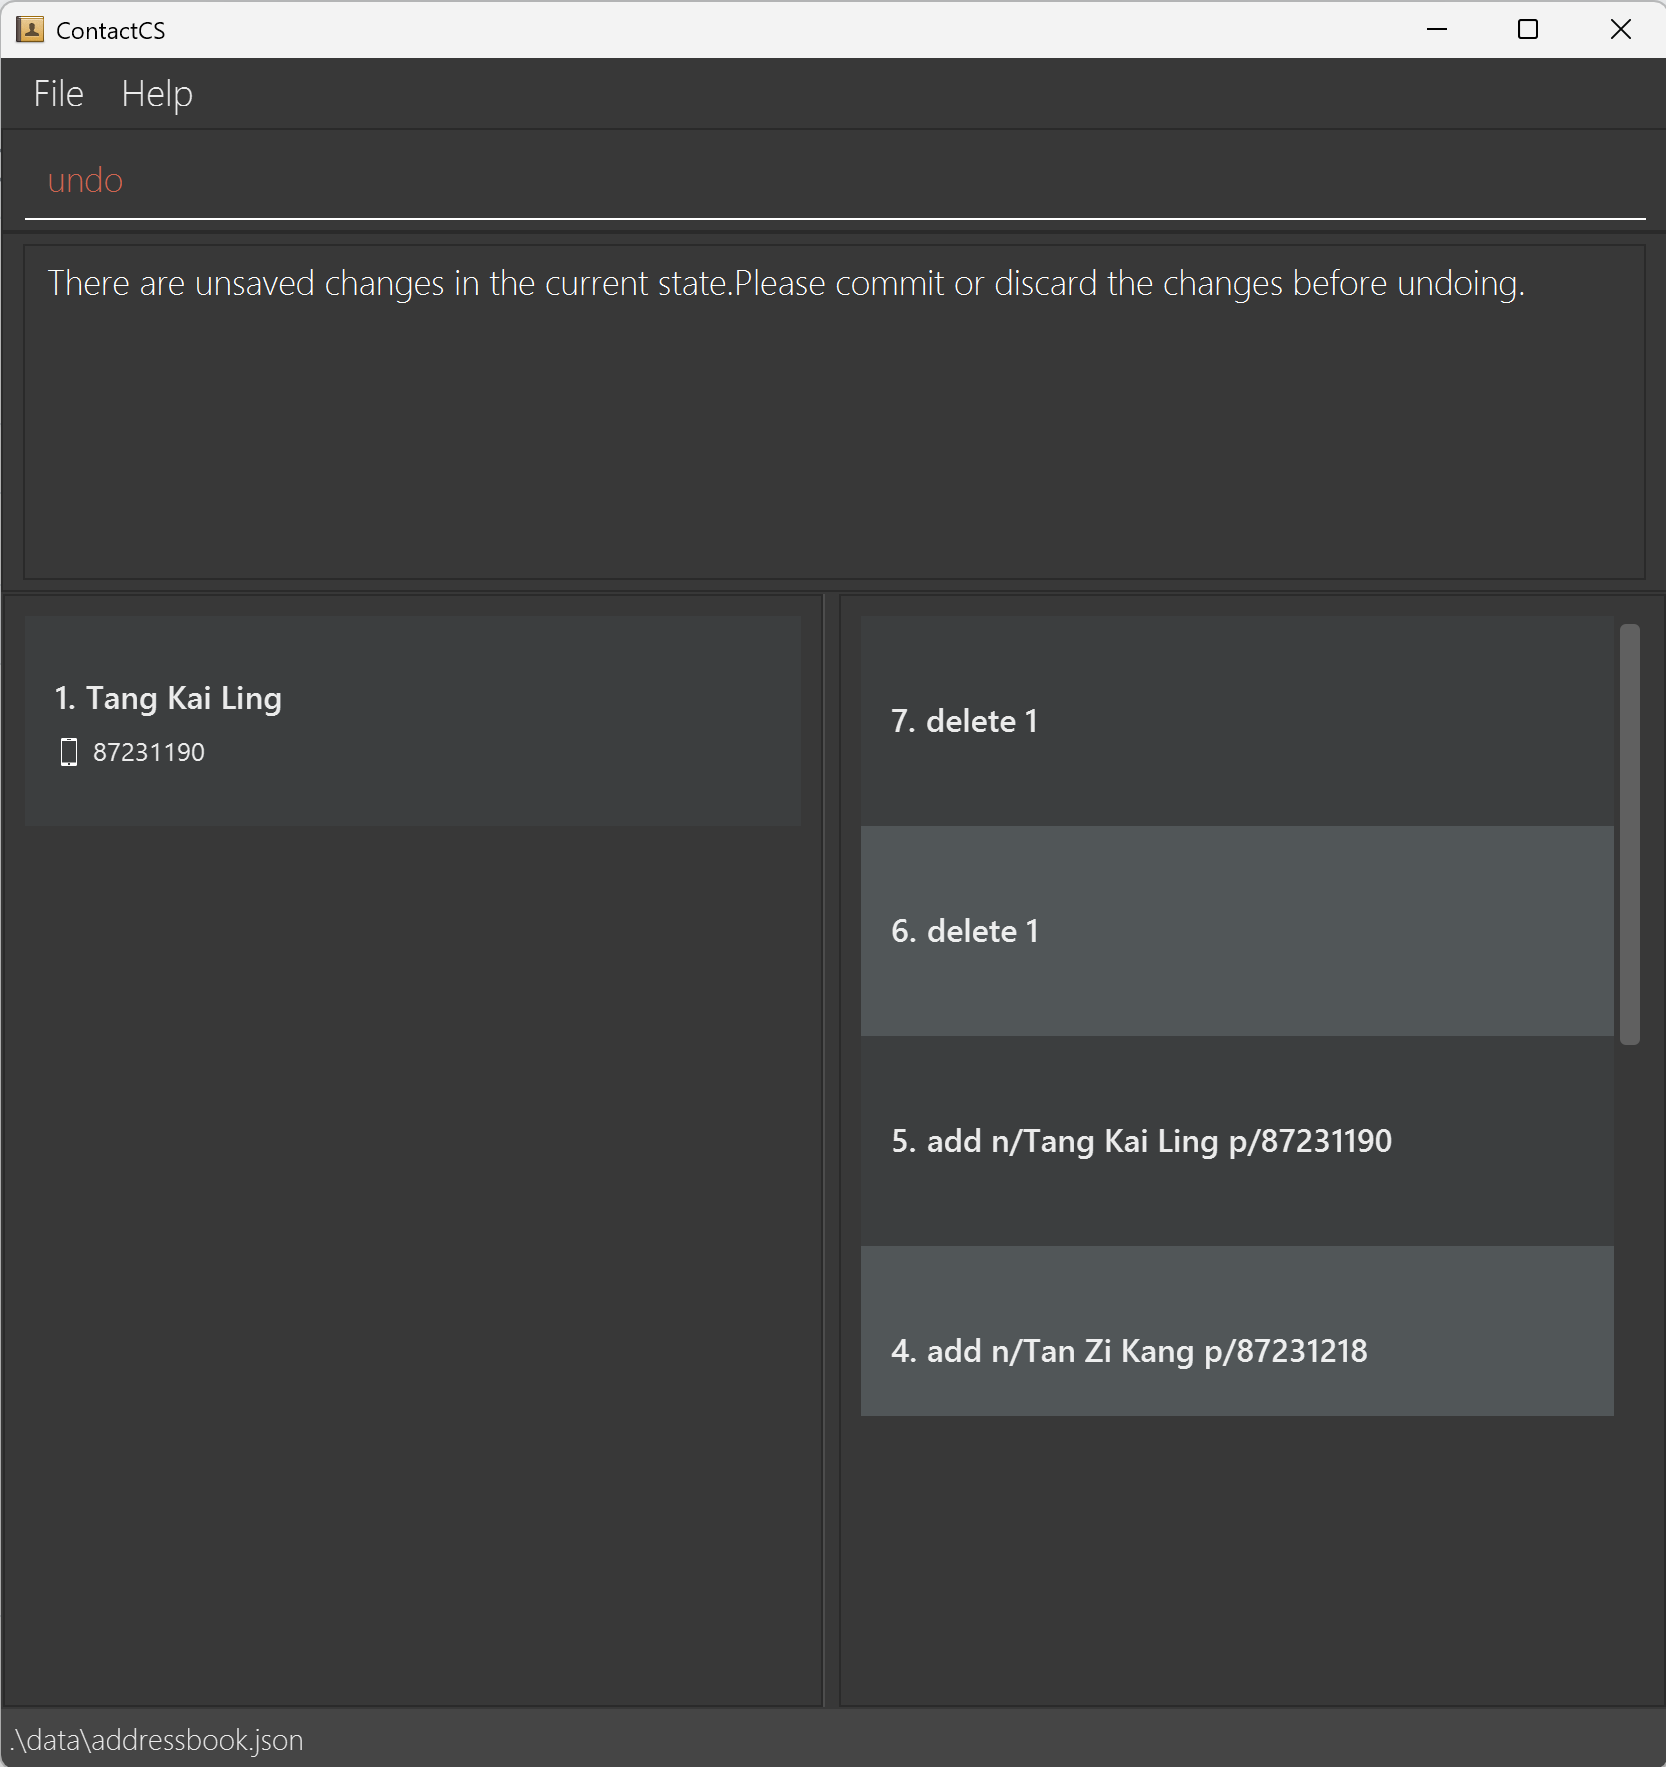 ContactCS
File Help
undo
There are unsaved changes in the current state.Please commit or discard the changes before undoing.
1. Tang Kai Ling
87231190
7. delete 1
6. delete 1
5. add n/Tang Kai Ling p/87231190
4. add n/Tan Zi Kang p/87231218
.\data\addressbook.json